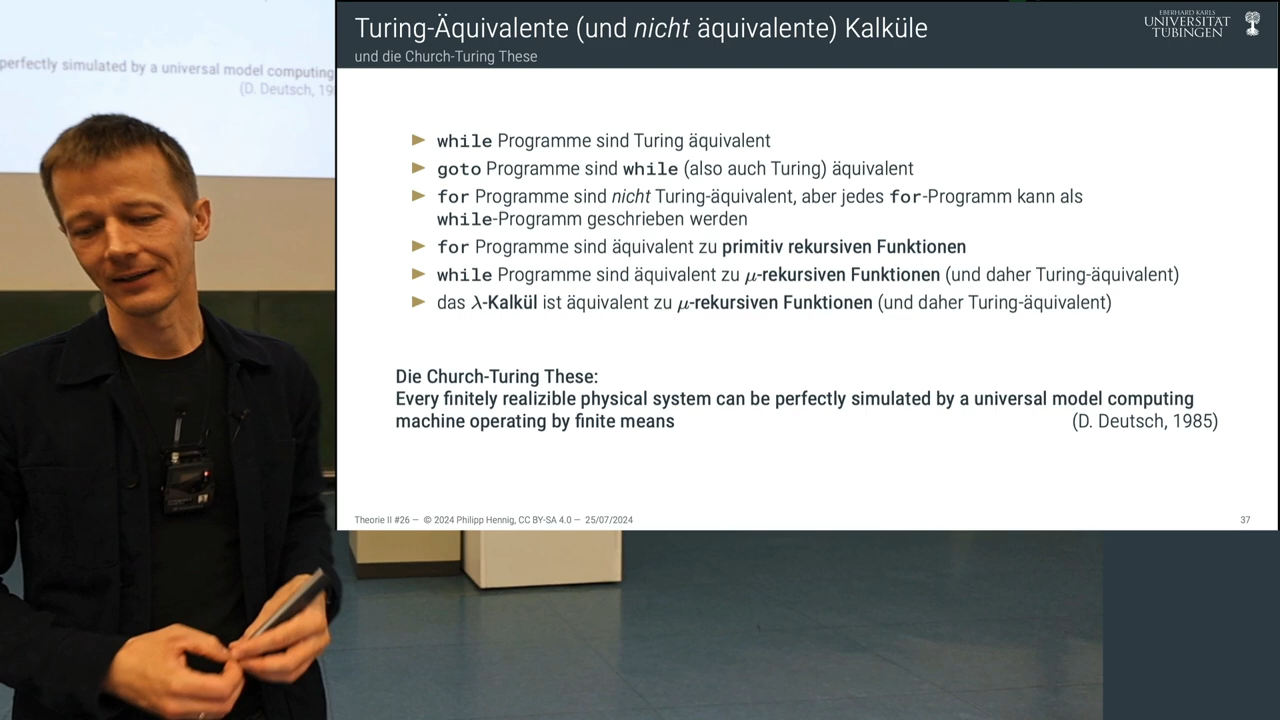 perfectly simulated by a universal model computing
(D. Deutsch, 19
Turing-Äquivalente (und nicht äquivalente) Kalküle
und die Church-Turing These
EBERHARD KARLS
UNIVERSITÄT
TÜBINGEN
while Programme sind Turing äquivalent
goto Programme sind while (also auch Turing) äquivalent
for Programme sind nicht Turing-äquivalent, aber jedes for-Programm kann als
while-Programm geschrieben werden
for Programme sind äquivalent zu primitiv rekursiven Funktionen
while Programme sind äquivalent zu μ-rekursiven Funktionen (und daher Turing-äquivalent)
das λ-Kalkül ist äquivalent zu μ-rekursiven Funktionen (und daher Turing-äquivalent)
Die Church-Turing These:
Every finitely realizible physical system can be perfectly simulated by a universal model computing
machine operating by finite means (D. Deutsch, 1985)
Theorie II #26 — © 2024 Philipp Hennig, CC BY-SA 4.0 — 25/07/2024
37